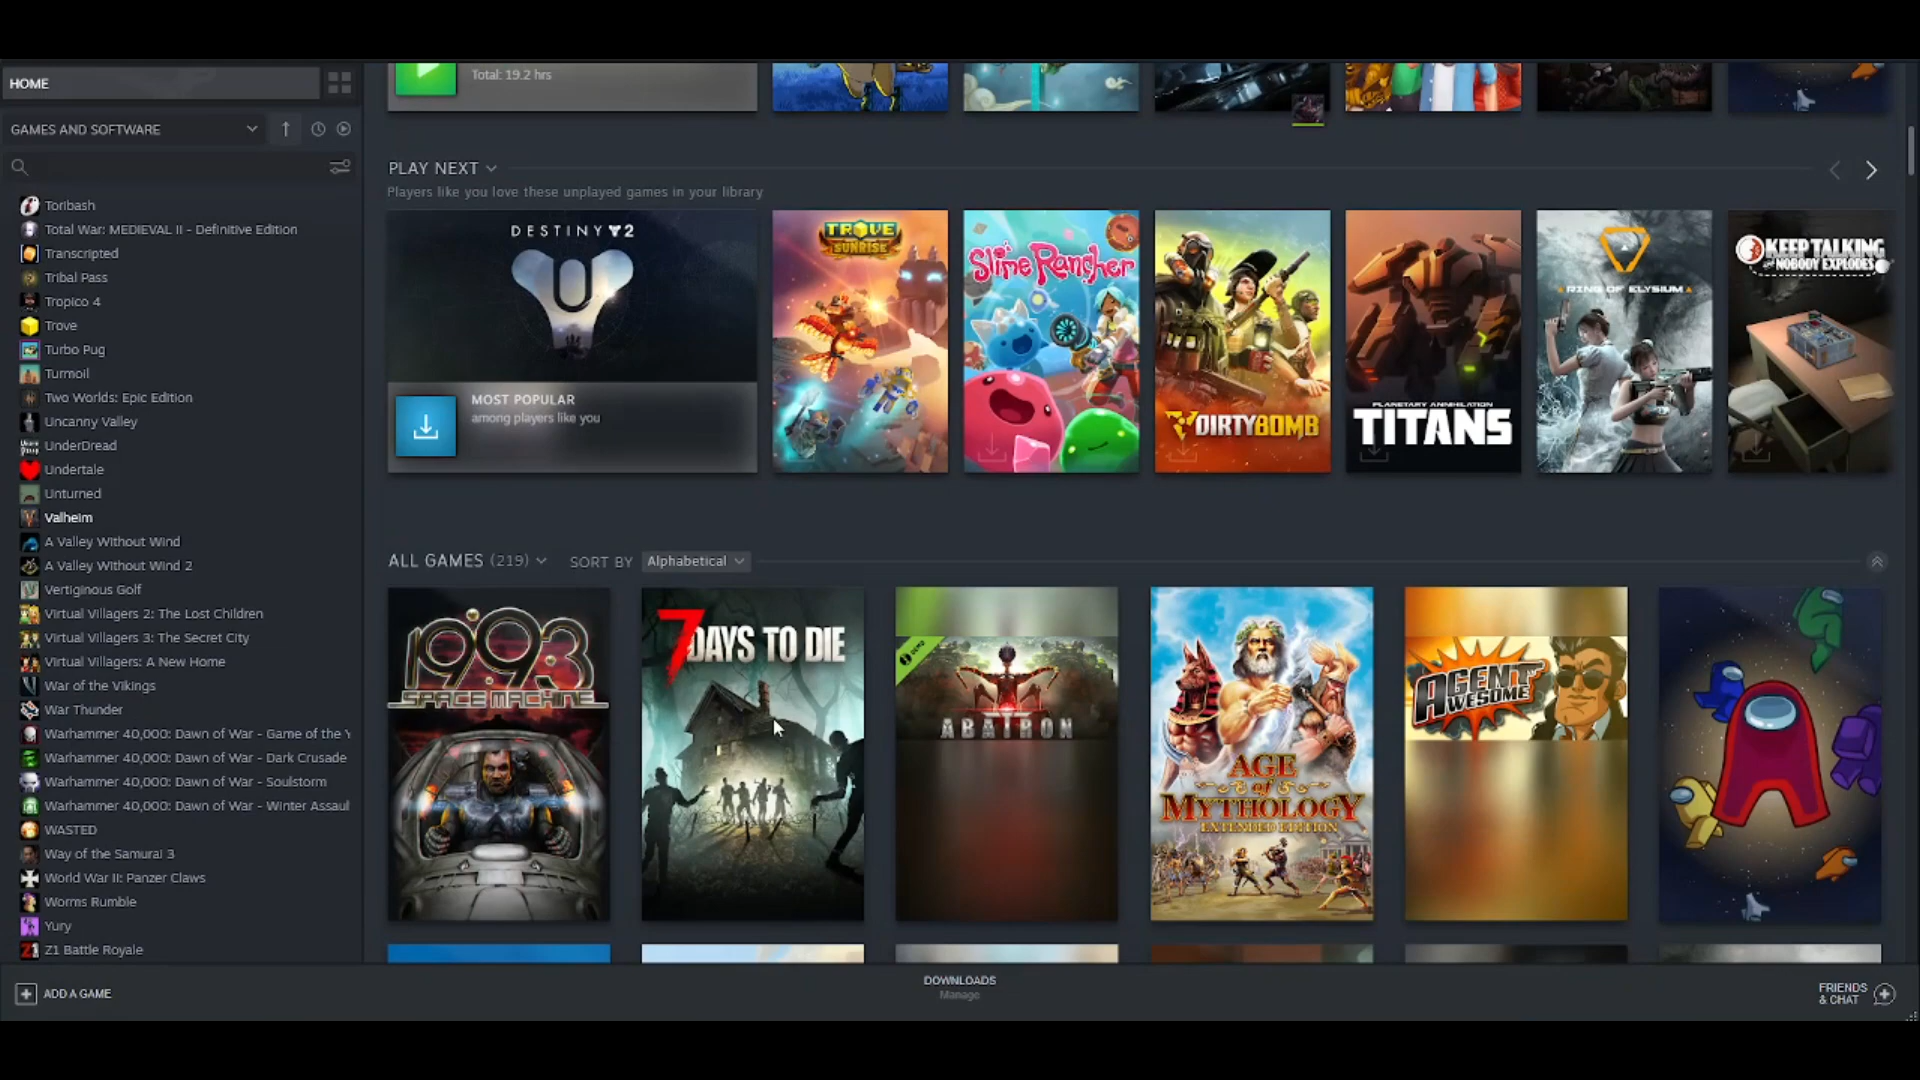 HOME
GAMES AND SOFTWARE
Toribash
Total War: MEDIEVAL II - Definitive Edition
Transcripted
Tribal Pass
Tropico 4
Trove
Turbo Pug
Turmoil
Two Worlds: Epic Edition
Uncanny Valley
UnderDread
Undertale
Unturned
Valheim
A Valley Without Wind
A Valley Without Wind 2
Vertiginous Golf
Virtual Villagers 2: The Lost Children
Virtual Villagers 3: The Secret City
Virtual Villagers: A New Home
War of the Vikings
War Thunder
Warhammer 40,000: Dawn of War - Game of the Y
Warhammer 40,000: Dawn of War - Dark Crusade
Warhammer 40,000: Dawn of War - Soulstorm
Warhammer 40,000: Dawn of War - Winter Assaul
WASTED
Way of the Samurai 3
World War II: Panzer Claws
Worms Rumble
Yury
Z1 Battle Royale
ADD A GAME
Total: 19.2 hrs
PLAY NEXT
Players like you love these unplayed games in your library
DESTINY 2
MOST POPULAR
among players like you
TROVE
SUNRISE
Slime Rancher
DIRTYBOMB
PLANETARY ANNIHILATION
TITANS
RING OF ELYSIUM
KEEP TALKING
AND NOBODY EXPLODES
ALL GAMES (219)
SORT BY
Alphabetical
1993
SPACE MACHINE
7 DAYS TO DIE
DEMO
ABATRON
AGE
of
MYTHOLOGY
EXTENDED EDITION
AGENT
AWESOME
DOWNLOADS
Manage
FRIENDS
& CHAT